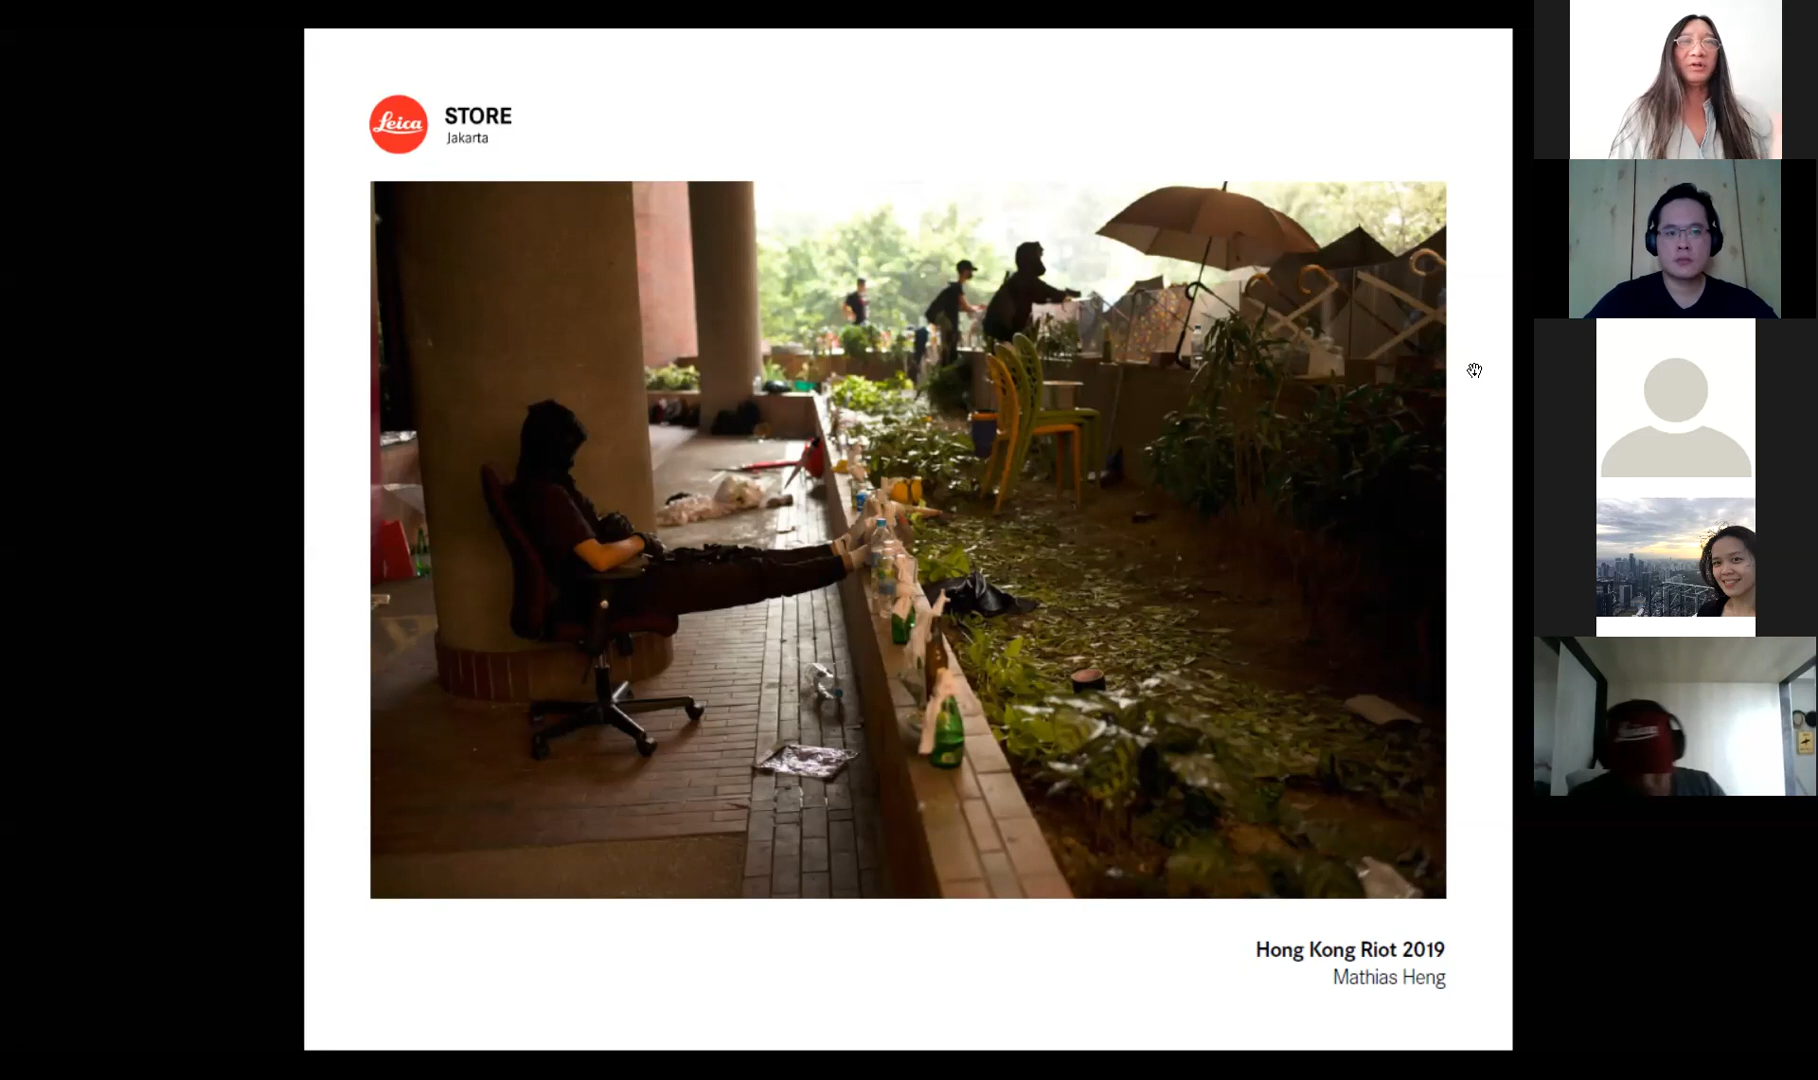 Leica
STORE
Jakarta
Hong Kong Riot 2019
Mathias Heng